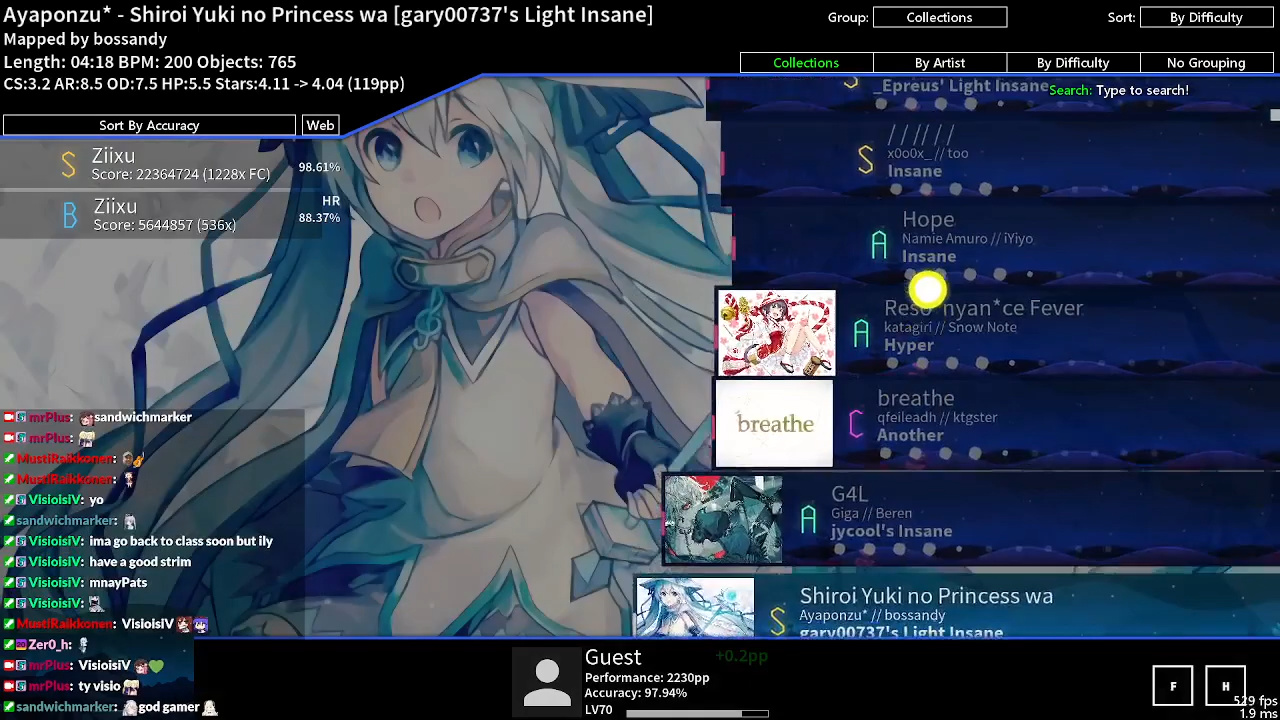 Ayaponzu* - Shiroi Yuki no Princess wa [gary00737's Light Insane]
Mapped by bossandy
Length: 04:18 BPM: 200 Objects: 765
CS:3.2 AR:8.5 OD:7.5 HP:5.5 Stars:4.11 -> 4.04 (119pp)
Group: Collections
Sort: By Difficulty
Collections By Artist By Difficulty No Grouping
Search: Type to search!
Sort By Accuracy Web
S Ziixu
Score: 22364724 (1228x FC) 98.61%
B Ziixu
Score: 5644857 (536x) HR 88.37%
S
_Epreus' Light Insane
S
//////
x0o0x_ // too
Insane
A
Hope
Namie Amuro // iYiyo
Insane
A
Reso nyan*ce Fever
katagiri // Snow Note
Hyper
breathe
C
breathe
qfeileadh // ktgster
Another
A
G4L
Giga // Beren
jycool's Insane
S
Shiroi Yuki no Princess wa
Ayaponzu* // bossandy
gary00737's Light Insane
mrPlus: sandwichmarker
mrPlus:
MustiRaikkonen:
MustiRaikkonen:
VisioisiV: yo
sandwichmarker:
VisioisiV: ima go back to class soon but ily
VisioisiV: have a good strim
VisioisiV: mnayPats
VisioisiV:
MustiRaikkonen: VisioisiV
Zer0_h:
mrPlus: VisioisiV
mrPlus: ty visio
sandwichmarker: god gamer
Guest
+0.2pp
Performance: 2230pp
Accuracy: 97.94%
LV70
F H
529 fps
1.9 ms